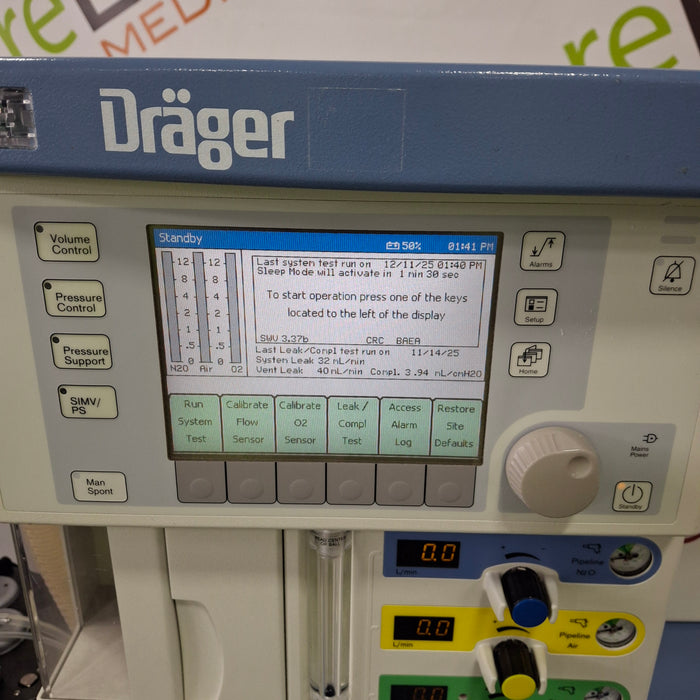 re
MED
re
Dräger
Volume
Control
Pressure
Control
Pressure
Support
SIMV/
PS
Man
Spont
Standby
50%
01:41 PM
12 12
8 8
4 4
2 2
1 1
.5 .5
0 0
N2O Air O2
Last system test run on 12/11/25 01:40 PM
Sleep Mode will activate in 1 min 30 sec
To start operation press one of the keys
located to the left of the display
SWV 3.37b CRC BAEA
Last Leak/Compl test run on 11/14/25
System Leak 32 mL/min
Vent Leak 40 mL/min Compl. 3.94 mL/cmH2O
Run
System
Test
Calibrate
Flow
Sensor
Calibrate
O2
Sensor
Leak /
Compl
Test
Access
Alarm
Log
Restore
Site
Defaults
Alarms
Setup
Home
Silence
Mains
Power
Standby
0.0
L/min
Pipeline
N2O
0.0
L/min
Pipeline
Air
0.0